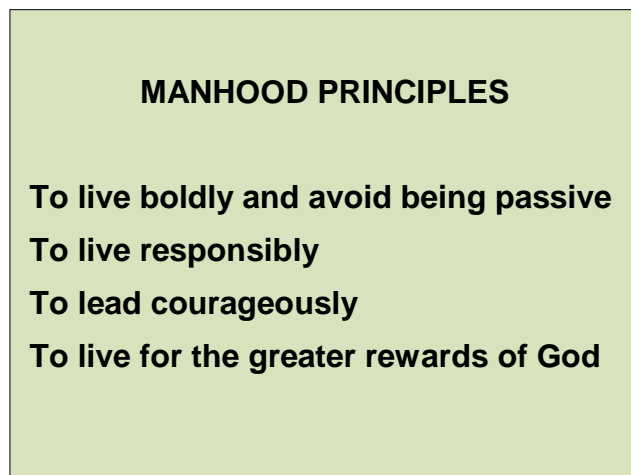 MANHOOD PRINCIPLES
To live boldly and avoid being passive
To live responsibly
To lead courageously
To live for the greater rewards of God